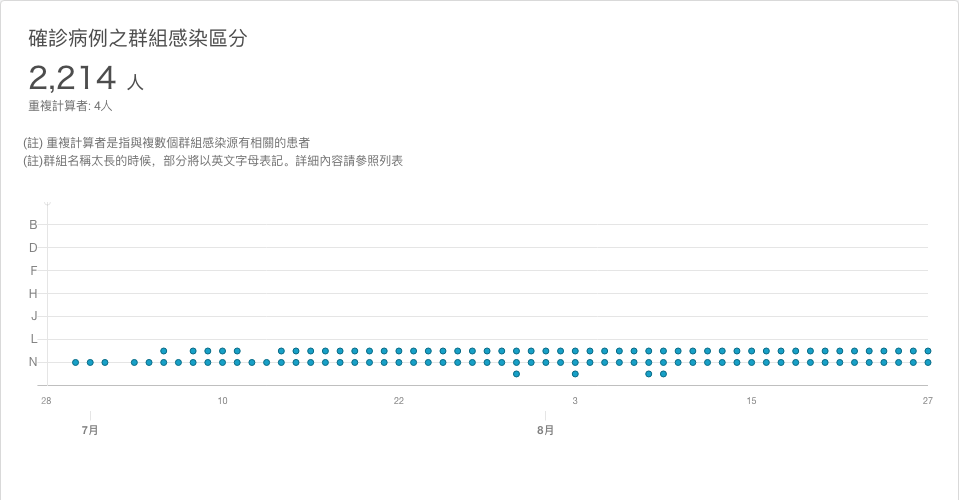 確診病例之群組感染區分
2,214 人
重複計算者: 4人
(註) 重複計算者是指與複數個群組感染源有相關的患者
(註)群組名稱太長的時候，部分將以英文字母表記。詳細內容請參照列表
B
D
F
H
J
L
N
28 10 22 3 15 27
7月 8月